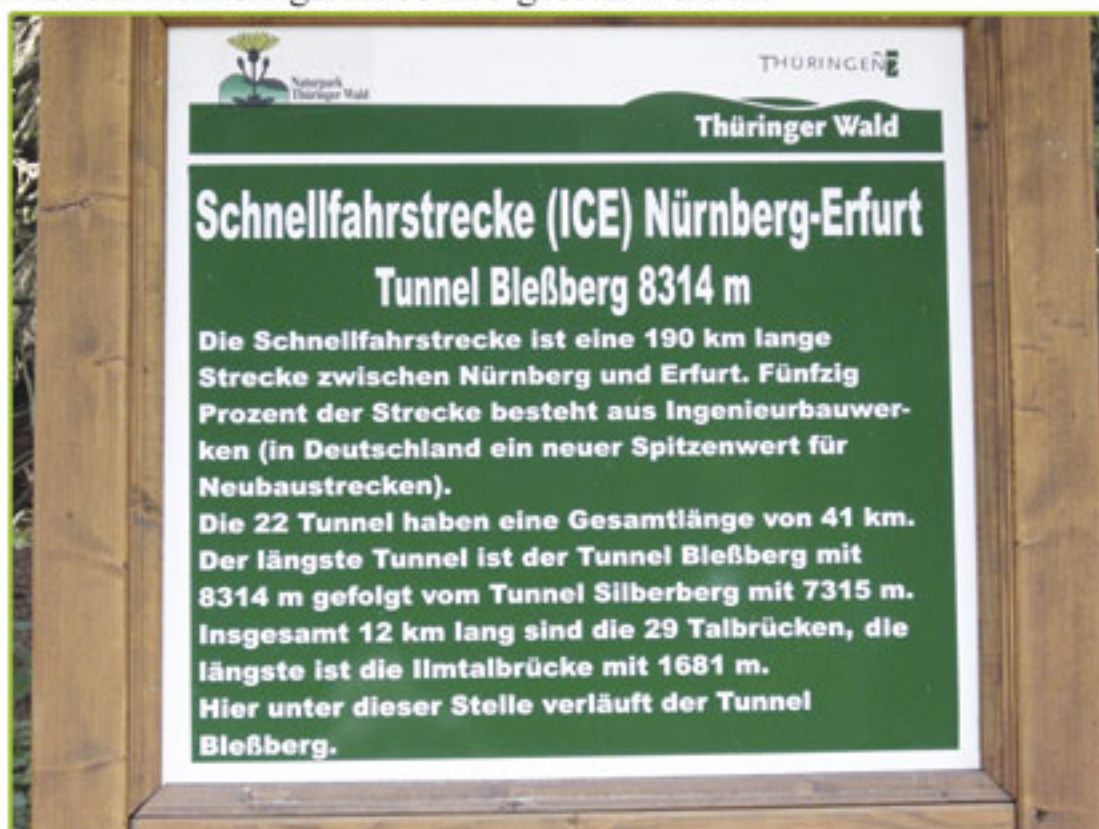 Naturpark
Thüringer Wald
THÜRINGEN
Thüringer Wald
Schnellfahrstrecke (ICE) Nürnberg-Erfurt
Tunnel Bleßberg 8314 m
Die Schnellfahrstrecke ist eine 190 km lange
Strecke zwischen Nürnberg und Erfurt. Fünfzig
Prozent der Strecke besteht aus Ingenieurbauwer-
ken (in Deutschland ein neuer Spitzenwert für
Neubaustrecken).
Die 22 Tunnel haben eine Gesamtlänge von 41 km.
Der längste Tunnel ist der Tunnel Bleßberg mit
8314 m gefolgt vom Tunnel Silberberg mit 7315 m.
Insgesamt 12 km lang sind die 29 Talbrücken, die
längste ist die Ilmtalbrücke mit 1681 m.
Hier unter dieser Stelle verläuft der Tunnel
Bleßberg.